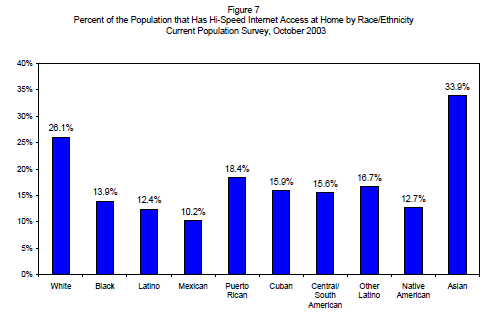 Figure 7
Percent of the Population that Has Hi-Speed Internet Access at Home by Race/Ethnicity
Current Population Survey, October 2003
40%
35%
30%
25%
20%
15%
10%
5%
0%
26.1%
13.9%
12.4%
10.2%
18.4%
15.9%
15.6%
16.7%
12.7%
33.9%
White
Black
Latino
Mexican
Puerto
Rican
Cuban
Central/
South
American
Other
Latino
Native
American
Asian